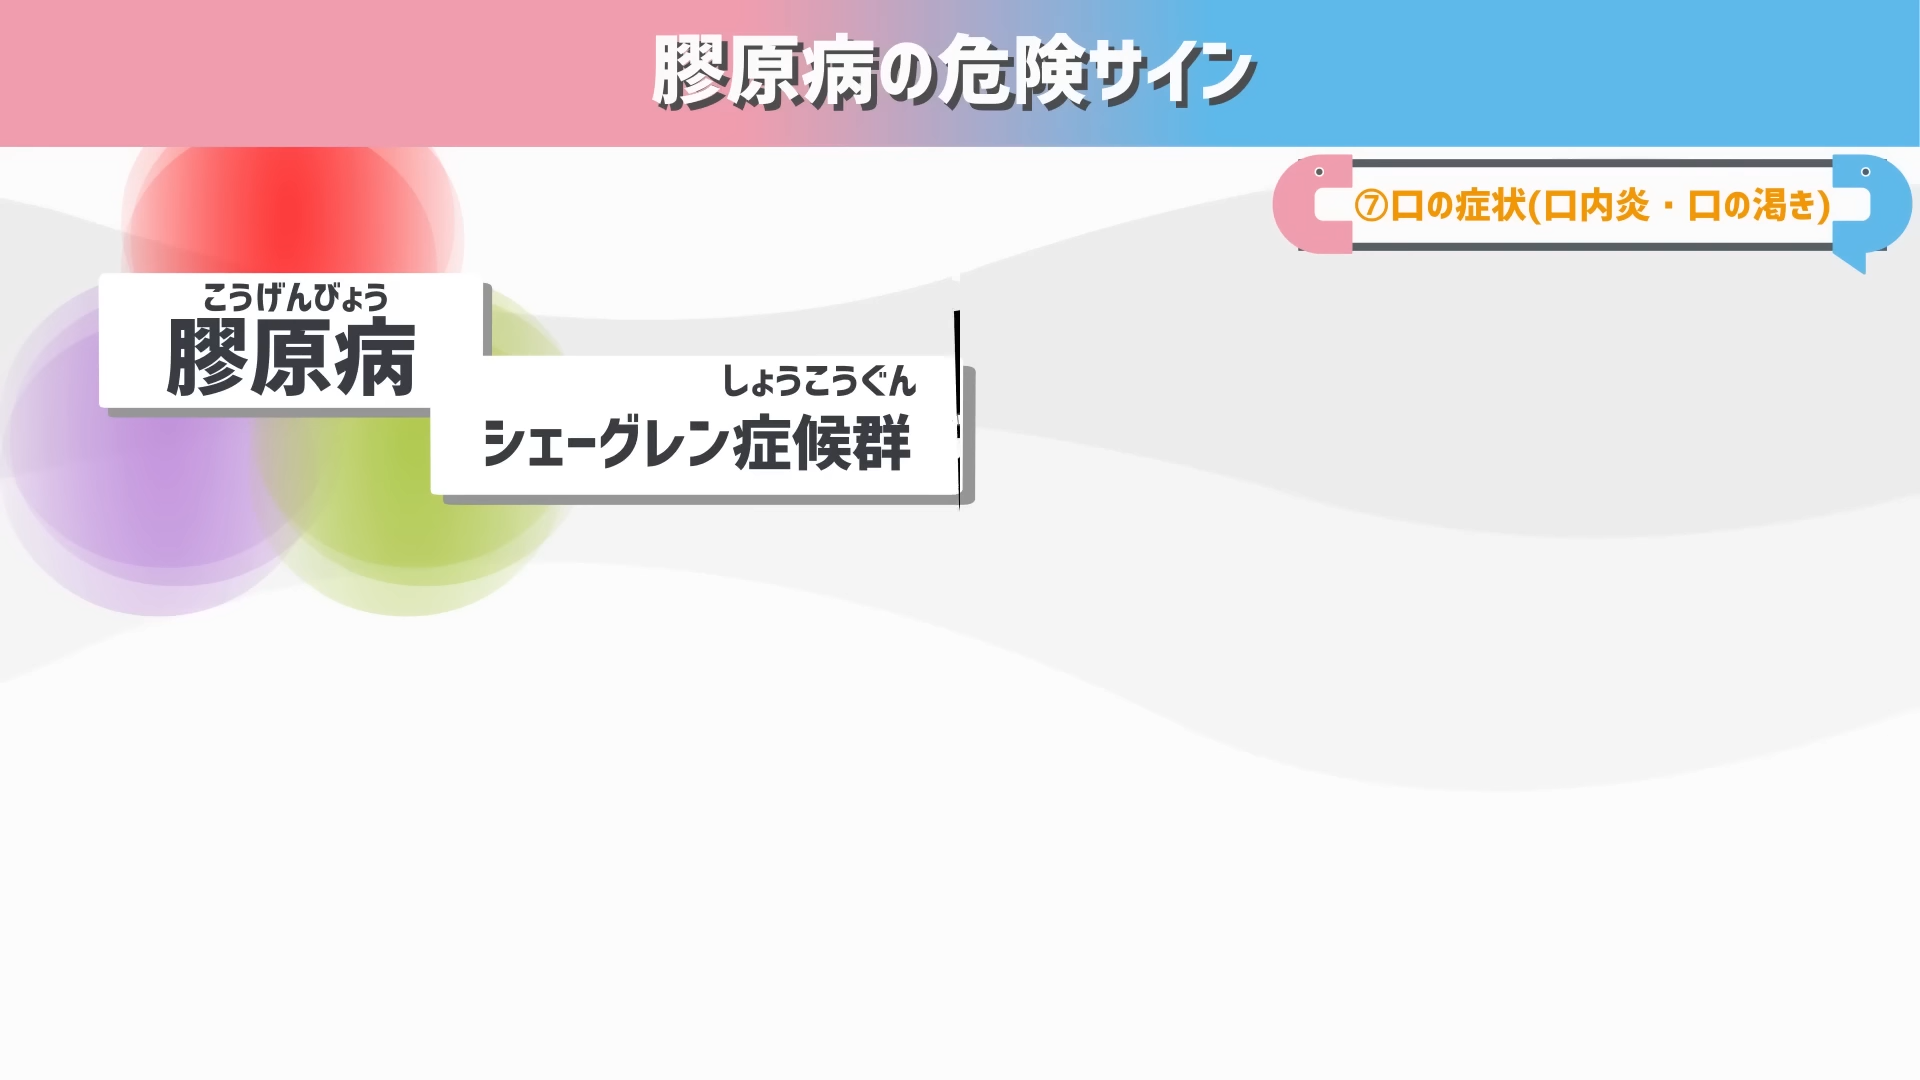 膠原病の危険サイン
⑦口の症状(口内炎・口の渇き)
こうげんびょう
膠原病
しょうこうぐん
シェーグレン症候群